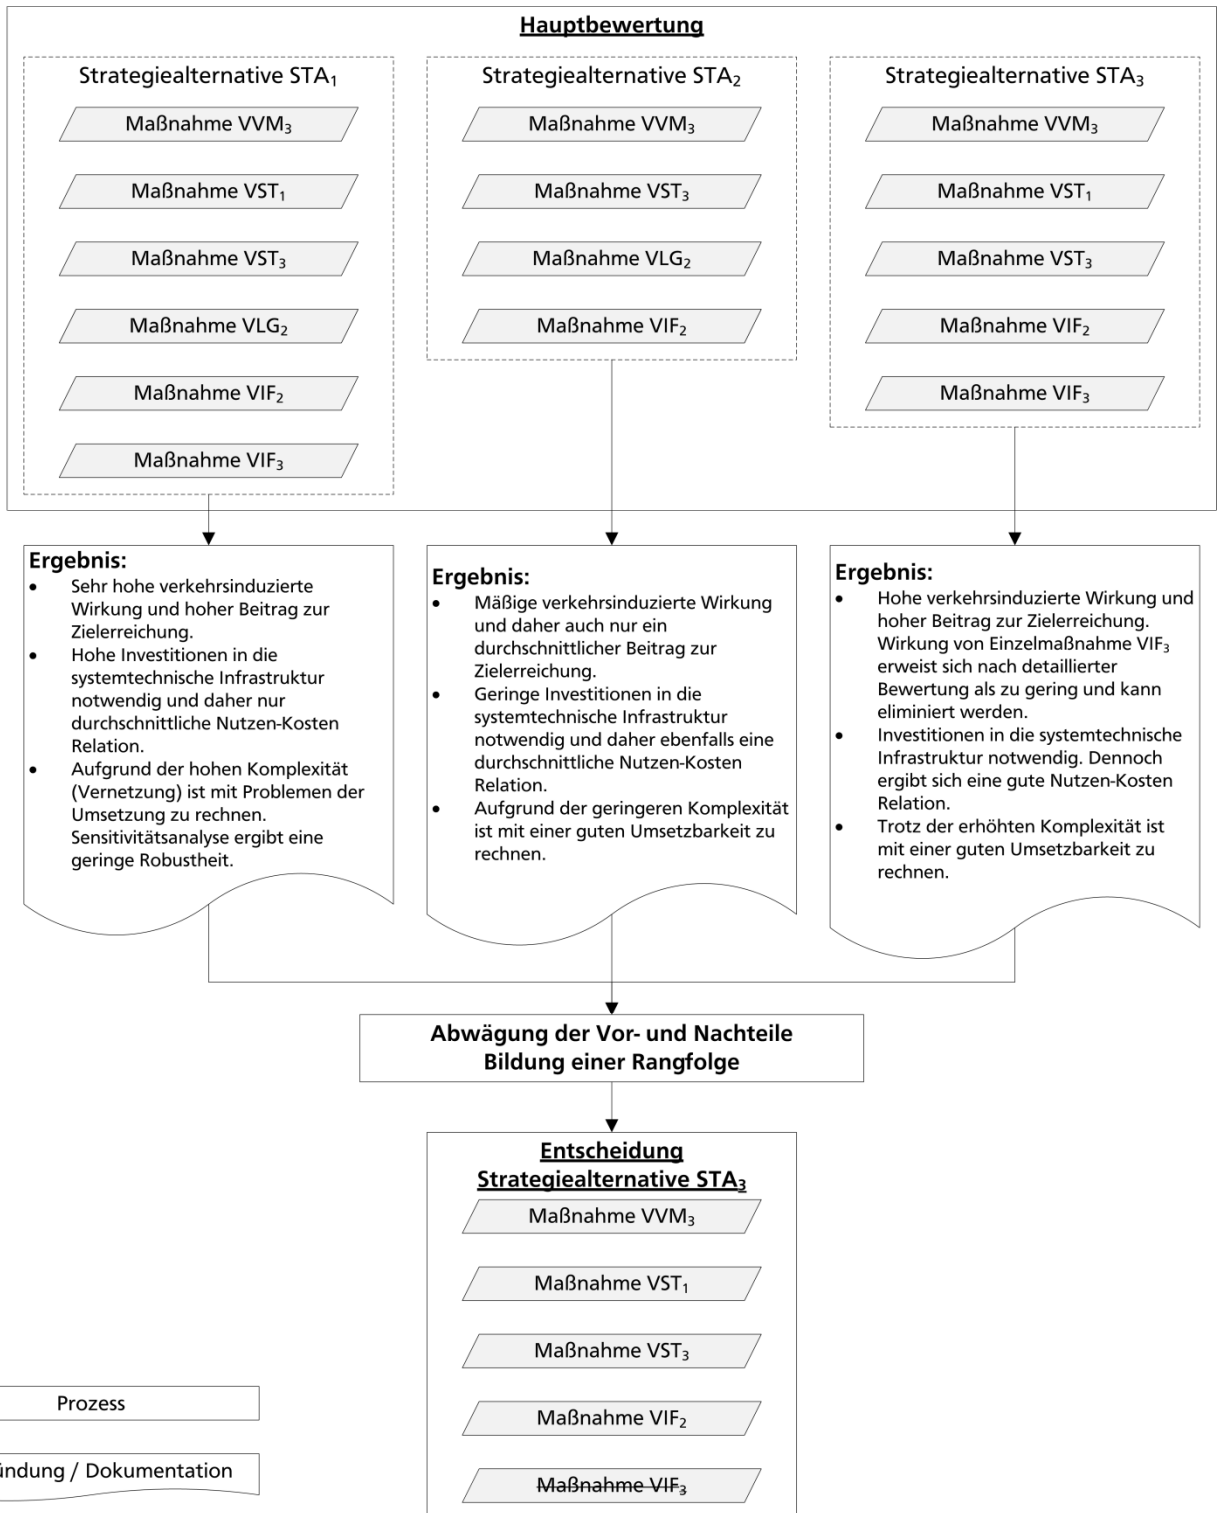 Hauptbewertung
Strategiealternative STA₁
Maßnahme VVM₃
Maßnahme VST₁
Maßnahme VST₃
Maßnahme VLG₂
Maßnahme VIF₂
Maßnahme VIF₃
Strategiealternative STA₂
Maßnahme VVM₃
Maßnahme VST₃
Maßnahme VLG₂
Maßnahme VIF₂
Strategiealternative STA₃
Maßnahme VVM₃
Maßnahme VST₁
Maßnahme VST₃
Maßnahme VIF₂
Maßnahme VIF₃
Ergebnis:
• Sehr hohe verkehrsinduzierte
Wirkung und hoher Beitrag zur
Zielerreichung.
• Hohe Investitionen in die
systemtechnische Infrastruktur
notwendig und daher nur
durchschnittliche Nutzen-Kosten
Relation.
• Aufgrund der hohen Komplexität
(Vernetzung) ist mit Problemen der
Umsetzung zu rechnen.
Sensitivitätsanalyse ergibt eine
geringe Robustheit.
Ergebnis:
• Mäßige verkehrsinduzierte Wirkung
und daher auch nur ein
durchschnittlicher Beitrag zur
Zielerreichung.
• Geringe Investitionen in die
systemtechnische Infrastruktur
notwendig und daher ebenfalls eine
durchschnittliche Nutzen-Kosten
Relation.
• Aufgrund der geringeren Komplexität
ist mit einer guten Umsetzbarkeit zu
rechnen.
Ergebnis:
• Hohe verkehrsinduzierte Wirkung und
hoher Beitrag zur Zielerreichung.
Wirkung von Einzelmaßnahme VIF₃
erweist sich nach detaillierter
Bewertung als zu gering und kann
eliminiert werden.
• Investitionen in die systemtechnische
Infrastruktur notwendig. Dennoch
ergibt sich eine gute Nutzen-Kosten
Relation.
• Trotz der erhöhten Komplexität ist
mit einer guten Umsetzbarkeit zu
rechnen.
Abwägung der Vor- und Nachteile
Bildung einer Rangfolge
Entscheidung
Strategiealternative STA₃
Maßnahme VVM₃
Maßnahme VST₁
Maßnahme VST₃
Maßnahme VIF₂
Maßnahme VIF₃
Prozess
ündung / Dokumentation